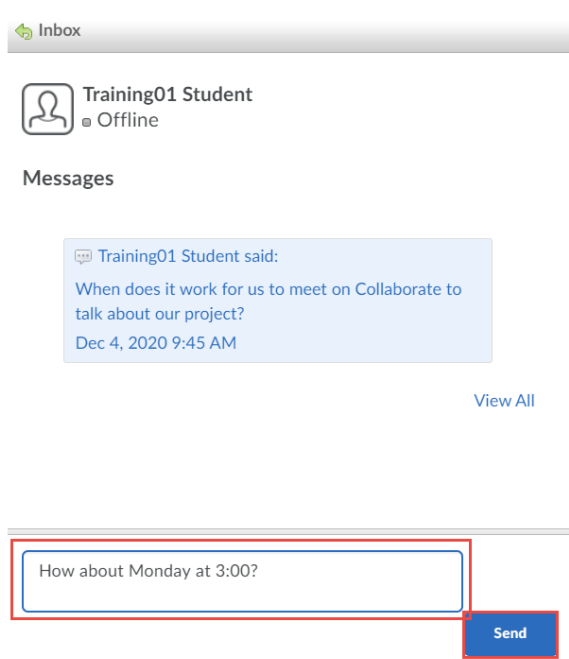 Inbox
Training01 Student
Offline
Messages
Training01 Student said:
When does it work for us to meet on Collaborate to
talk about our project?
Dec 4, 2020 9:45 AM
View All
How about Monday at 3:00?
Send